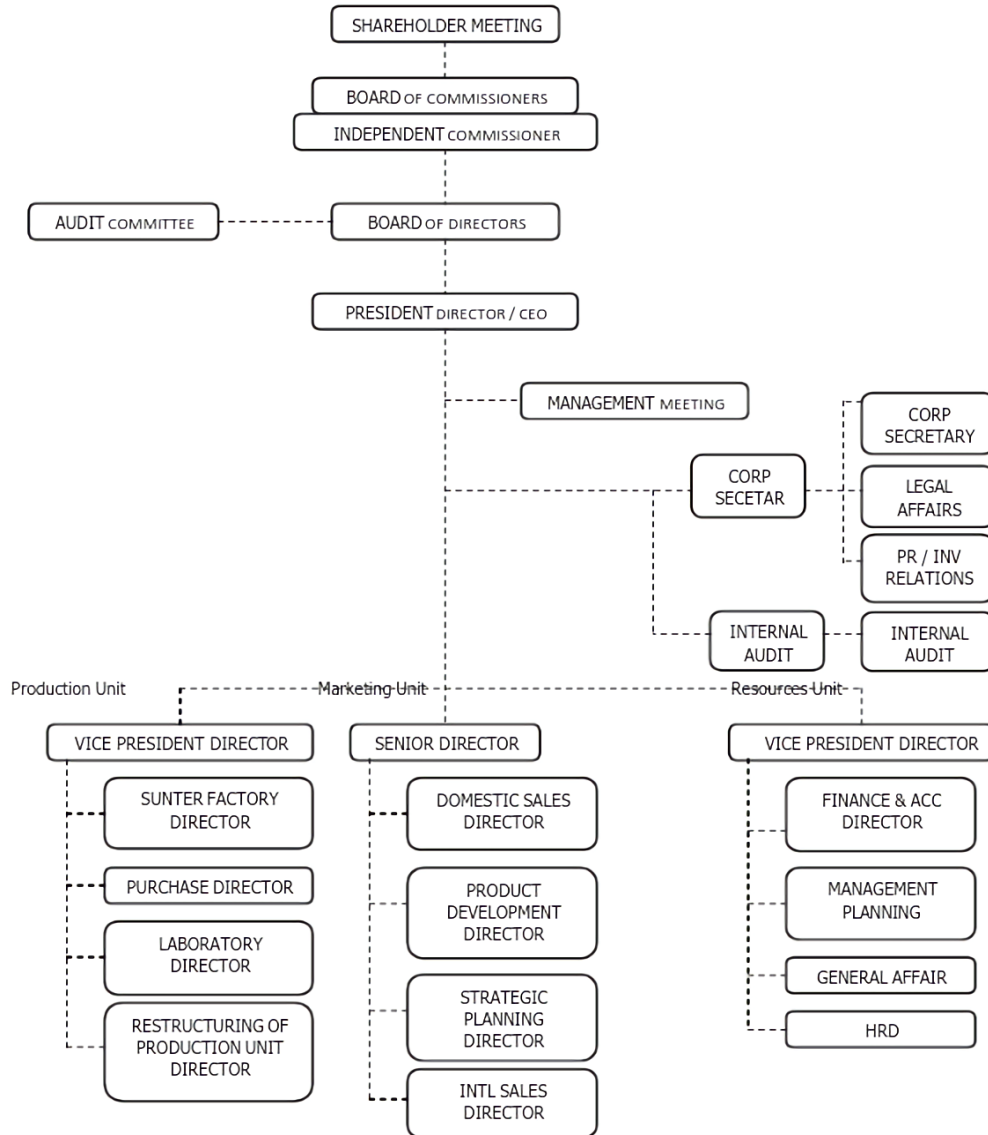 SHAREHOLDER MEETING
BOARD OF COMMISSIONERS
INDEPENDENT COMMISSIONER
AUDIT COMMITTEE
BOARD OF DIRECTORS
PRESIDENT DIRECTOR / CEO
MANAGEMENT MEETING
CORP
SECRETARY
CORP
SECETAR
LEGAL
AFFAIRS
PR / INV
RELATIONS
INTERNAL
AUDIT
INTERNAL
AUDIT
Production Unit
Marketing Unit
Resources Unit
VICE PRESIDENT DIRECTOR
SENIOR DIRECTOR
VICE PRESIDENT DIRECTOR
SUNTER FACTORY
DIRECTOR
PURCHASE DIRECTOR
LABORATORY
DIRECTOR
RESTRUCTURING OF
PRODUCTION UNIT
DIRECTOR
DOMESTIC SALES
DIRECTOR
PRODUCT
DEVELOPMENT
DIRECTOR
STRATEGIC
PLANNING
DIRECTOR
INTL SALES
DIRECTOR
FINANCE & ACC
DIRECTOR
MANAGEMENT
PLANNING
GENERAL AFFAIR
HRD